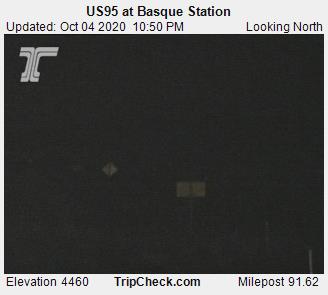 US95 at Basque Station
Updated: Oct 04 2020 10:50 PM Looking North
Elevation 4460 TripCheck.com Milepost 91.62